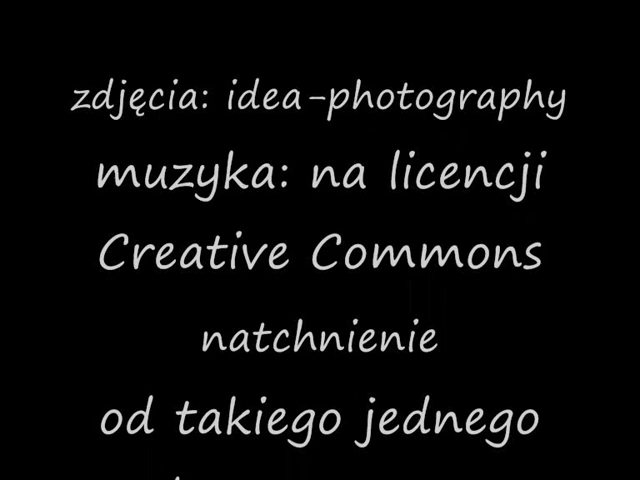 zdjęcia: idea-photography
muzyka: na licencji
Creative Commons
natchnienie
od takiego jednego